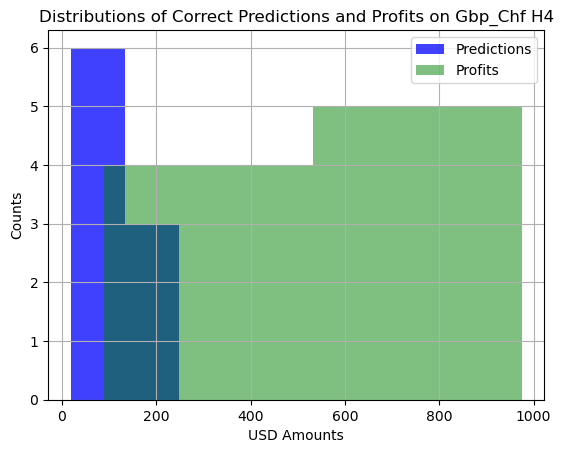 Distributions of Correct Predictions and Profits on Gbp_Chf H4
Predictions
Profits
Counts
6
5
4
3
2
1
0
0 200 400 600 800 1000
USD Amounts